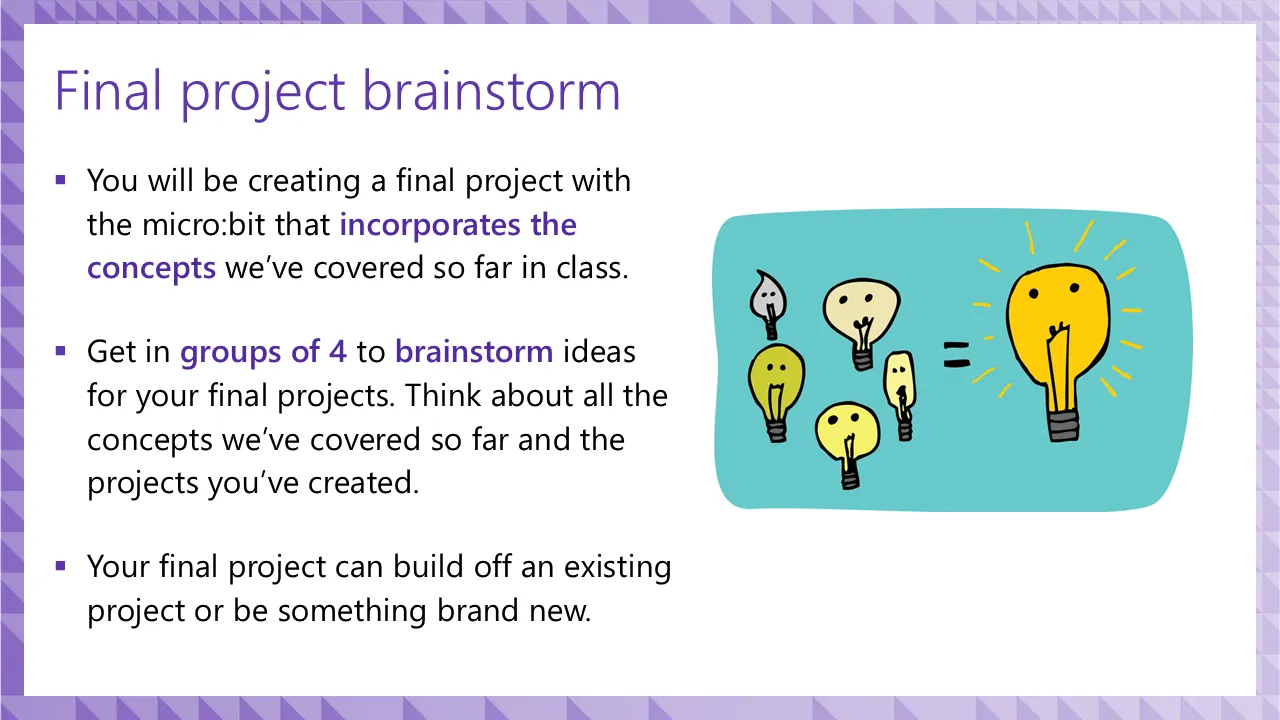 Final project brainstorm
▪ You will be creating a final project with
the micro:bit that incorporates the
concepts we’ve covered so far in class.
▪ Get in groups of 4 to brainstorm ideas
for your final projects. Think about all the
concepts we’ve covered so far and the
projects you’ve created.
▪ Your final project can build off an existing
project or be something brand new.
=